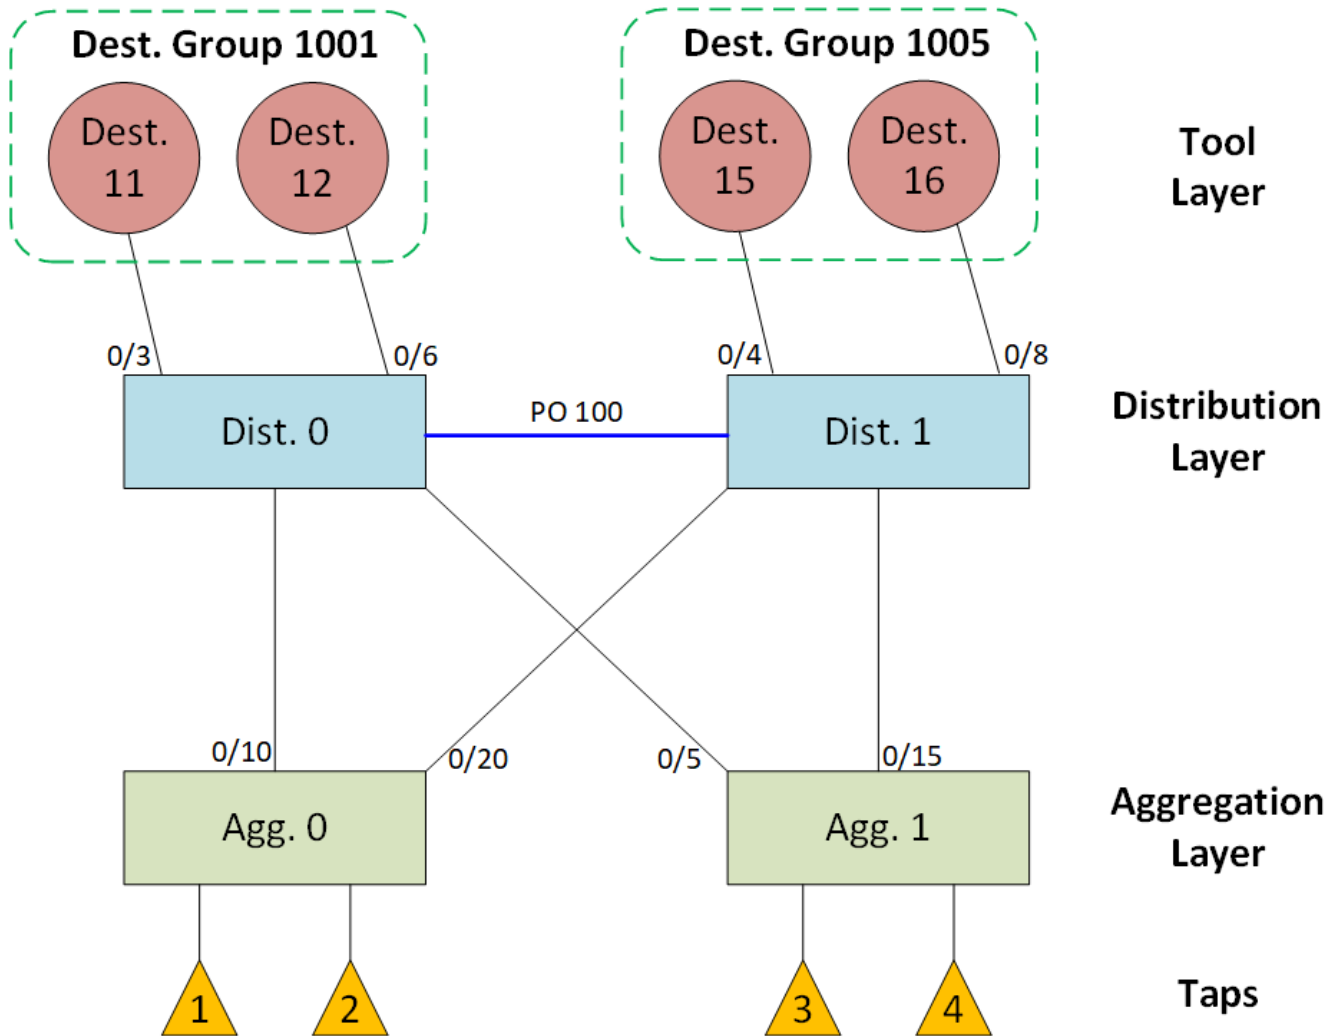 Dest. Group 1001
Dest. Group 1005
Dest.
11
Dest.
12
Dest.
15
Dest.
16
Tool
Layer
0/3
0/6
0/4
0/8
Dist. 0
PO 100
Dist. 1
Distribution
Layer
0/10
0/20
0/5
0/15
Agg. 0
Agg. 1
Aggregation
Layer
1
2
3
4
Taps